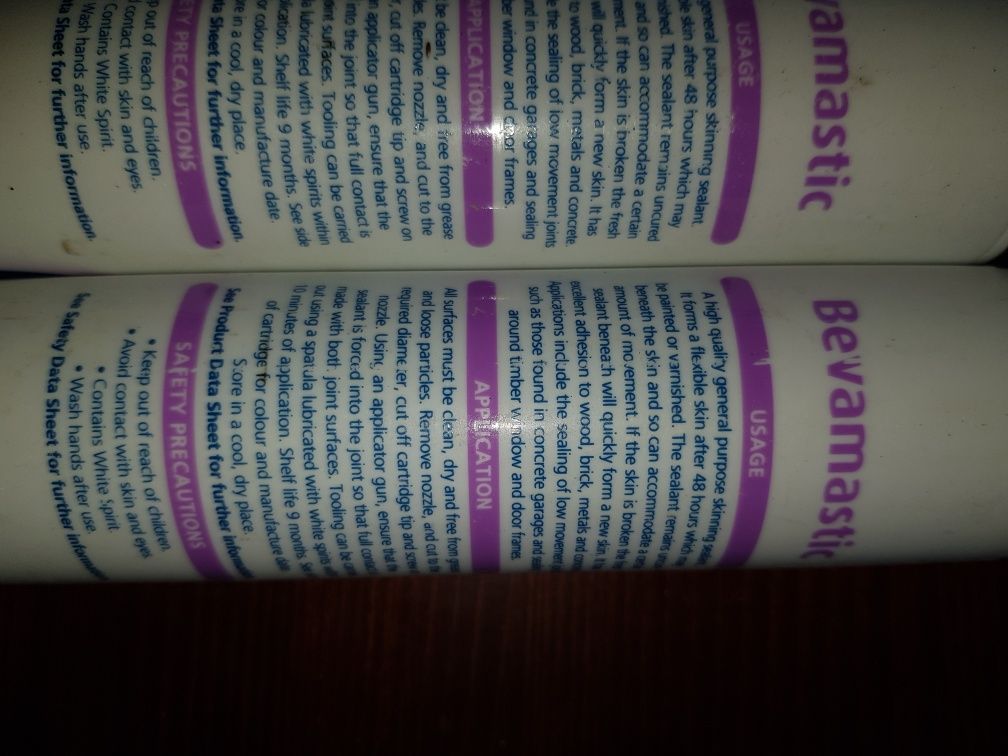 vamastic
USAGE
general purpose skinning sealant.
le skin after 48 hours which may
nished. The sealant remains uncured
and so can accommodate a certain
ment. If the skin is broken the fresh
will quickly form a new skin. It has
to wood, brick, metals and concrete.
e the sealing of low movement joints
nd in concrete garages and sealing
ber window and door frames.
APPLICATION
be clean, dry and free from grease
les. Remove nozzle, and cut to the
r, cut off cartridge tip and screw on
n applicator gun, ensure that the
into the joint so that full contact is
int surfaces. Tooling can be carried
la lubricated with white spirits within
lication. Shelf life 9 months. See side
or colour and manufacture date.
re in a cool, dry place.
ta Sheet for further information.
ETY PRECAUTIONS
p out of reach of children.
d contact with skin and eyes.
Contains White Spirit.
Wash hands after use.
ta Sheet for further information.
Bevamastic
USAGE
A high quality general purpose skinning
It forms a flexible skin after 48 hours which
be painted or varnished. The sealant remains
beneath the skin and so can accommodate a
amount of movement. If the skin is broken the
sealant beneath will quickly form a new skin. It
excellent adhesion to wood, brick, metals and
Applications include the sealing of low movement
such as those found in concrete garages and
around timber window and door frames
APPLICATION
All surfaces must be clean, dry and free from
and loose particles. Remove nozzle, and cut to
required diameter, cut off cartridge tip and screw
nozzle. Using an applicator gun, ensure that
sealant is forced into the joint so that full contact
made with both joint surfaces. Tooling can be
out using a spatula lubricated with white spirits
10 minutes of application. Shelf life 9 months. See
of cartridge for colour and manufacture date
Store in a cool, dry place.
See Product Data Sheet for further
SAFETY PRECAUTIONS
• Keep out of reach of children.
• Avoid contact with skin and eyes
• Contains White Spirit
• Wash hands after use.
See Safety Data Sheet for further